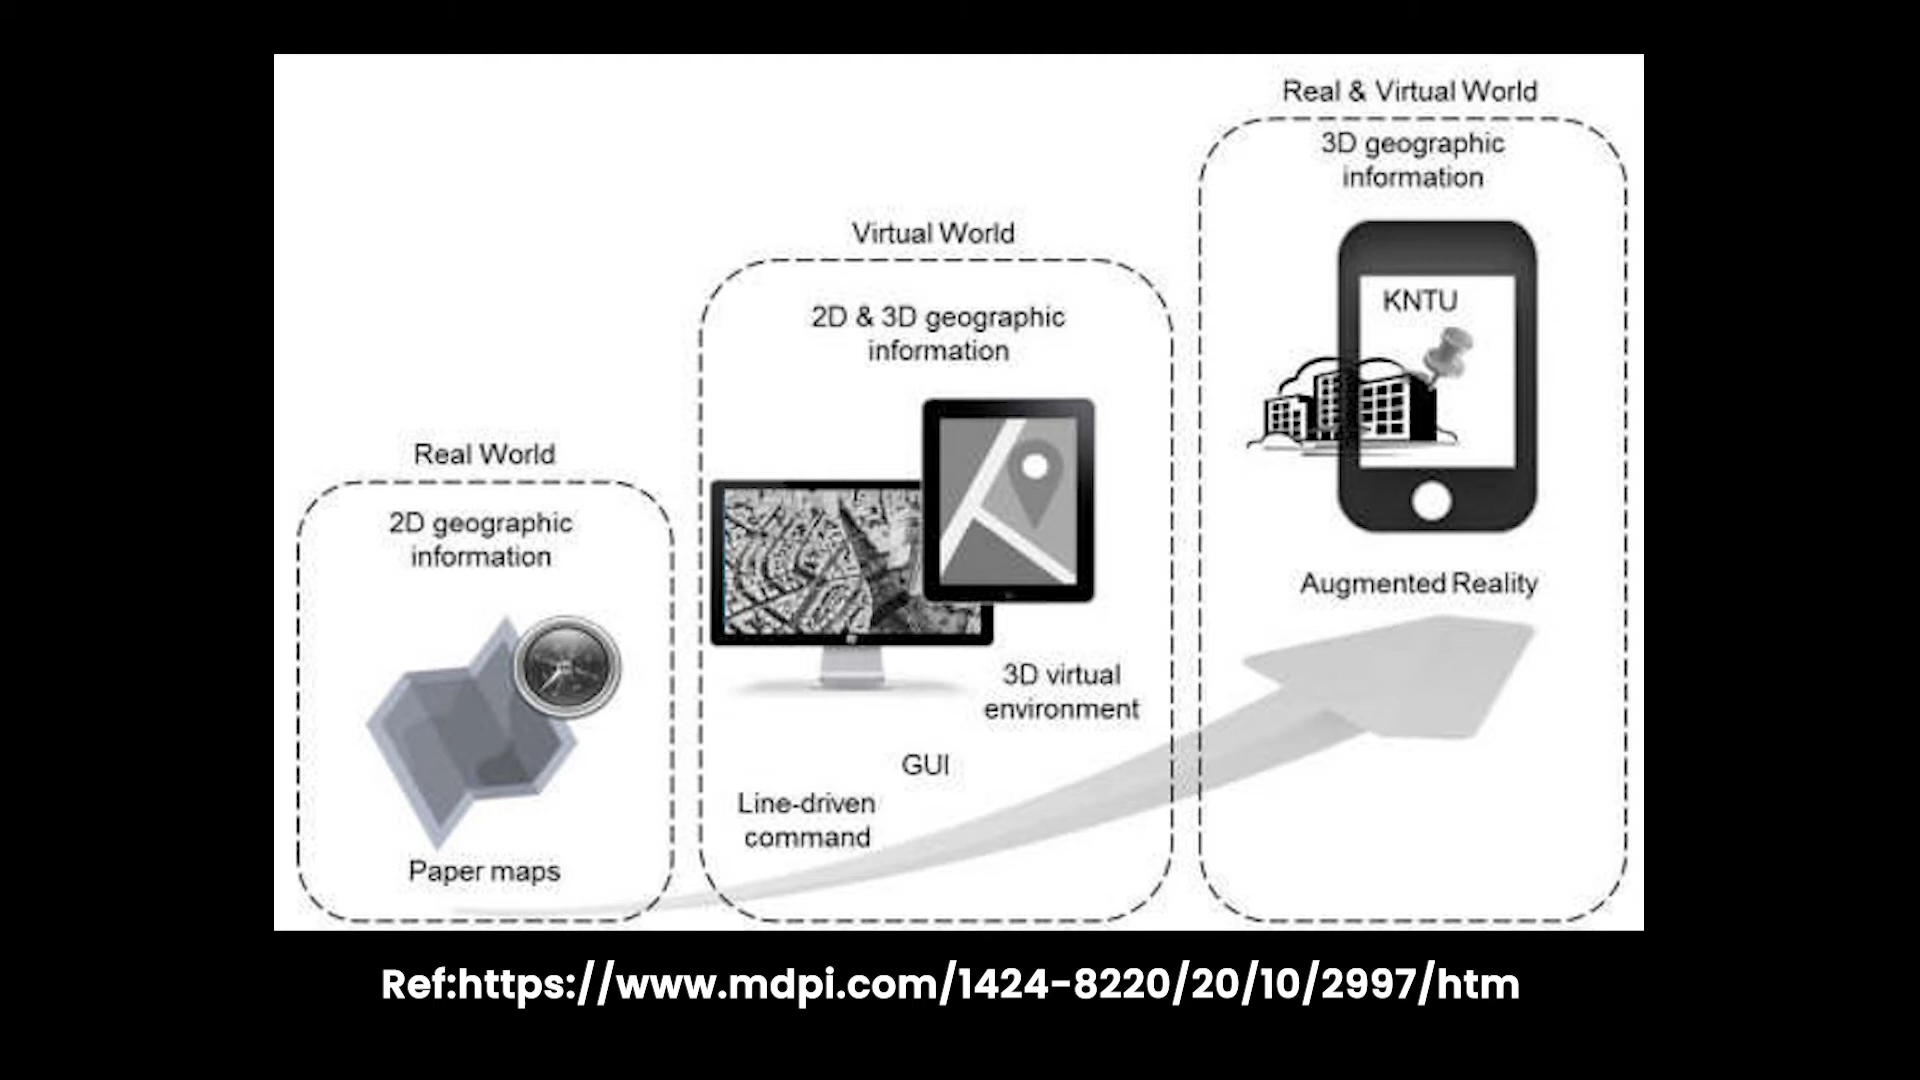 Real World
2D geographic
information
Paper maps
Virtual World
2D & 3D geographic
information
3D virtual
environment
GUI
Line-driven
command
Real & Virtual World
3D geographic
information
KNTU
Augmented Reality
Ref:https://www.mdpi.com/1424-8220/20/10/2997/htm